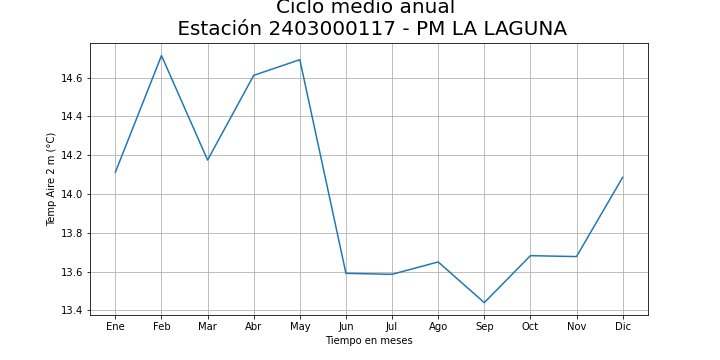 Ciclo medio anual
Estación 2403000117 - PM LA LAGUNA
Temp Aire 2 m (°C)
14.6
14.4
14.2
14.0
13.8
13.6
13.4
Ene Feb Mar Abr May Jun Jul Ago Sep Oct Nov Dic
Tiempo en meses